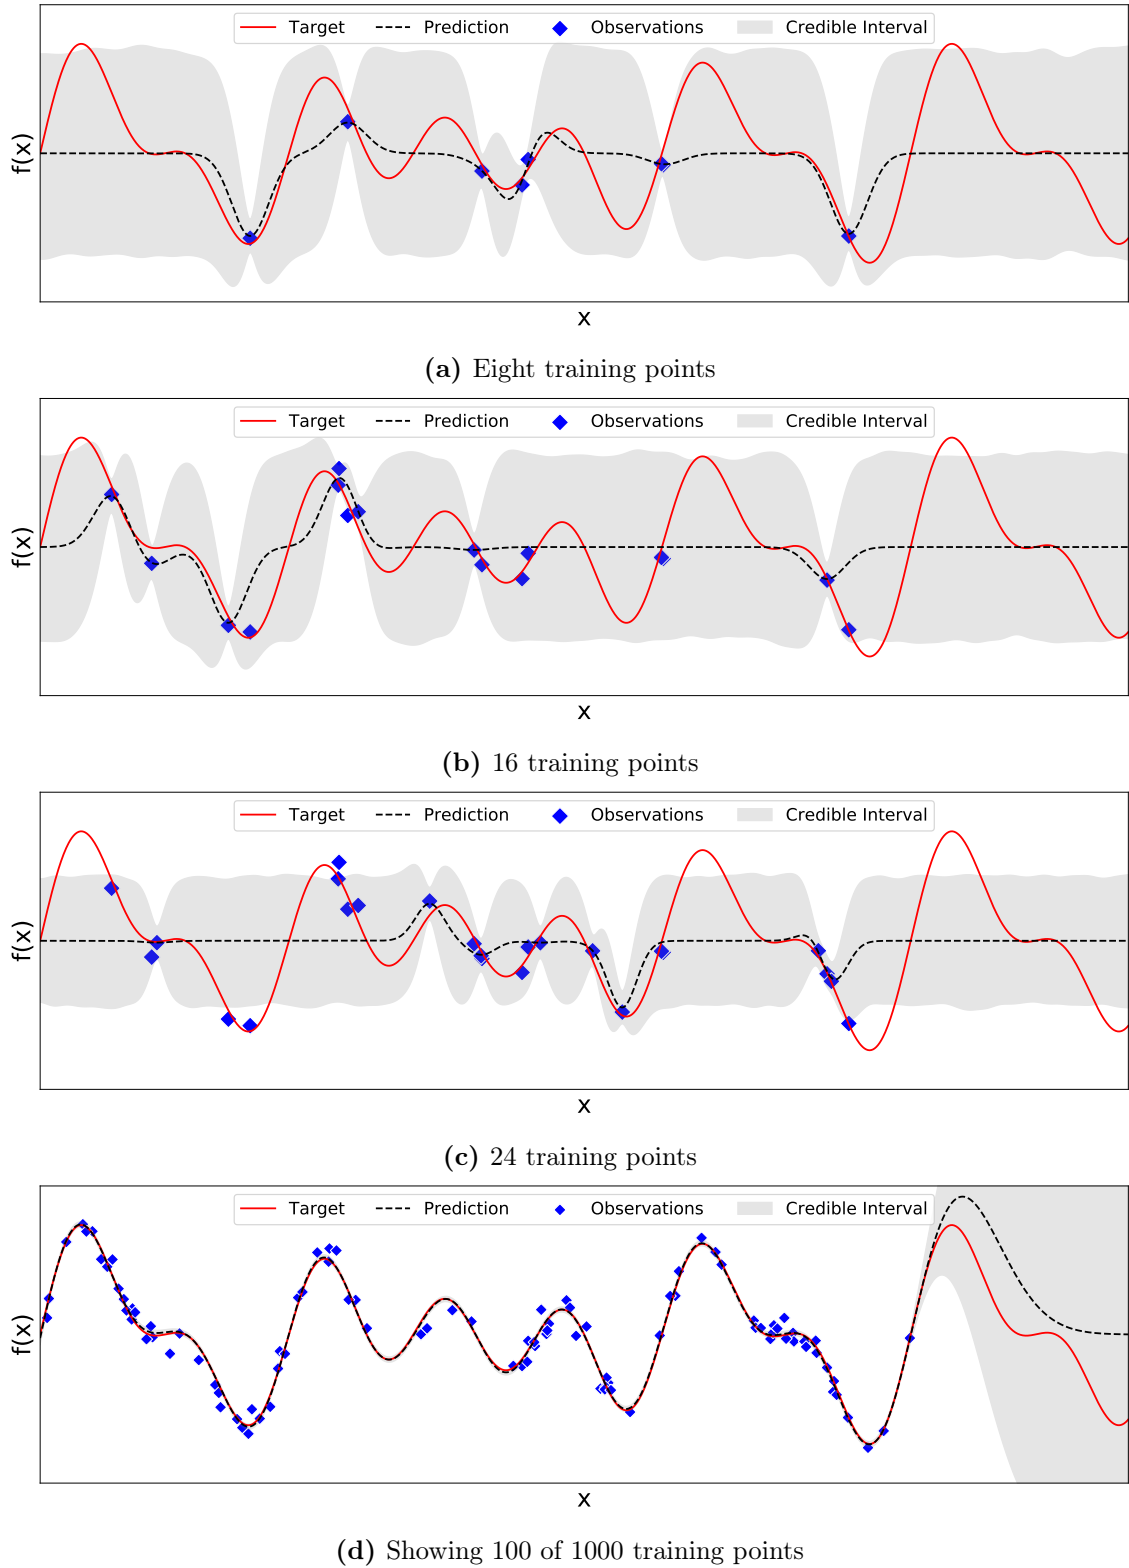 Target Prediction Observations Credible Interval
f(x)
x
(a) Eight training points
Target Prediction Observations Credible Interval
f(x)
x
(b) 16 training points
Target Prediction Observations Credible Interval
f(x)
x
(c) 24 training points
Target Prediction Observations Credible Interval
f(x)
x
(d) Showing 100 of 1000 training points